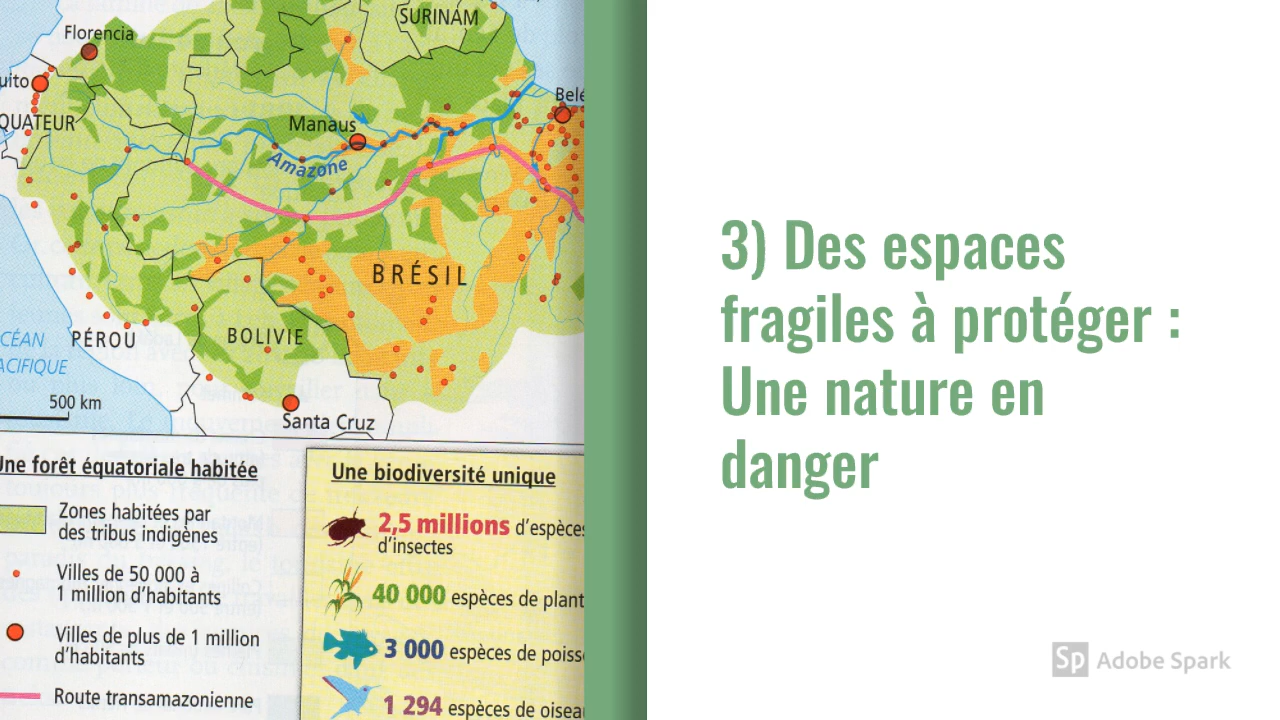 SURINAM
Florencia
uito
Belé
QUATEUR
Manaus
Amazone
BRÉSIL
BOLIVIE
CÉAN
PÉROU
ACIFIQUE
500 km
Santa Cruz
Une forêt équatoriale habitée
Zones habitées par
des tribus indigènes
Villes de 50 000 à
1 million d’habitants
Villes de plus de 1 million
d’habitants
Route transamazonienne
Une biodiversité unique
2,5 millions d’espèces
d’insectes
40 000 espèces de plant
3 000 espèces de poiss
1 294 espèces de oisea
3) Des espaces
fragiles à protéger :
Une nature en
danger
Sp Adobe Spark